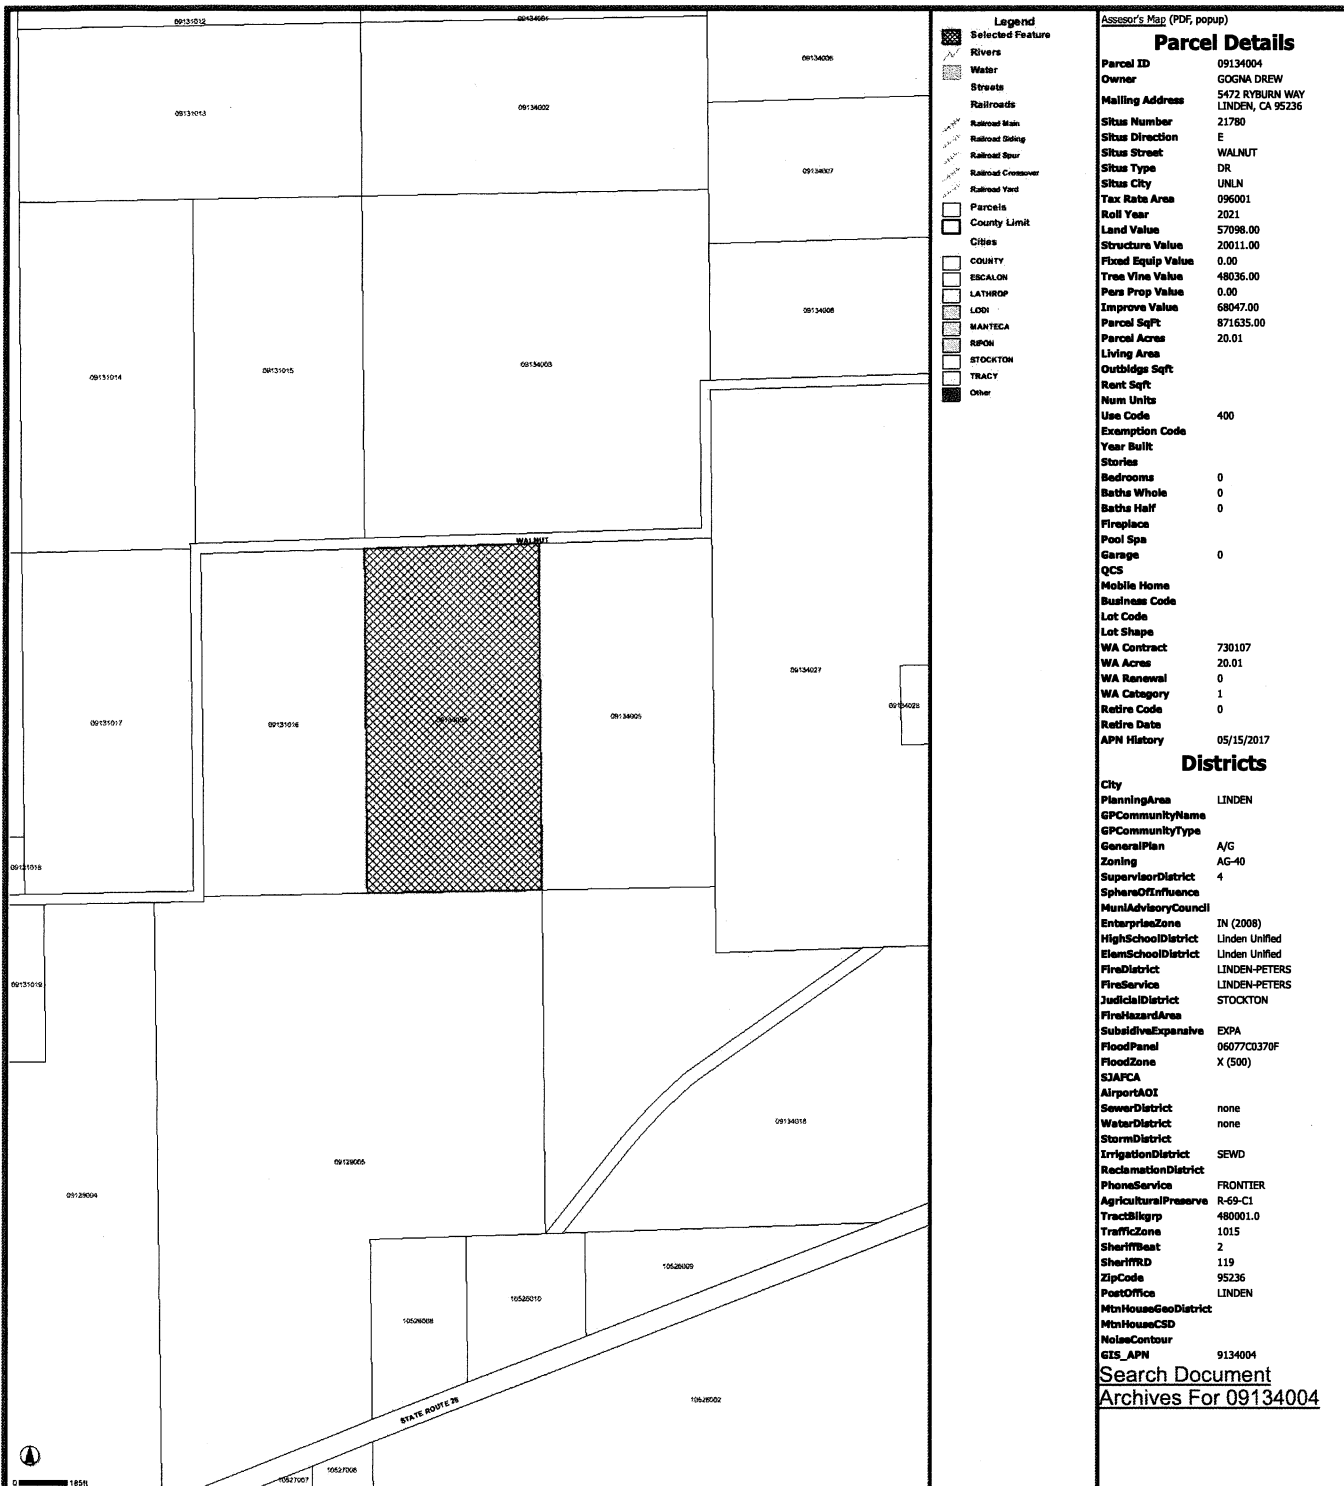 09131012
09134001
09134006
09131013
09134002
09134007
09134008
09131014
09131015
09134003
WALNUT
09131017
09131016
09134005
09134027
09134028
09131018
09131019
09129004
09129005
09134018
10526009
10526010
10526008
10526002
STATE ROUTE 26
10527007
10527006
0
185ft
Legend
Selected Feature
Rivers
Water
Streets
Railroads
Railroad Main
Railroad Siding
Railroad Spur
Railroad Crossover
Railroad Yard
Parcels
County Limit
Cities
COUNTY
ESCALON
LATHROP
LODI
MANTECA
RIPON
STOCKTON
TRACY
Other
Assesor's Map (PDF, popup)
Parcel Details
Parcel ID 09134004
Owner GOGNA DREW
Mailing Address 5472 RYBURN WAY
LINDEN, CA 95236
Situs Number 21780
Situs Direction E
Situs Street WALNUT
Situs Type DR
Situs City UNLN
Tax Rate Area 096001
Roll Year 2021
Land Value 57098.00
Structure Value 20011.00
Fixed Equip Value 0.00
Tree Vine Value 48036.00
Pers Prop Value 0.00
Improve Value 68047.00
Parcel SqFt 871635.00
Parcel Acres 20.01
Living Area
Outbldgs Sqft
Rent Sqft
Num Units
Use Code 400
Exemption Code
Year Built
Stories
Bedrooms 0
Baths Whole 0
Baths Half 0
Fireplace
Pool Spa
Garage 0
QCS
Mobile Home
Business Code
Lot Code
Lot Shape
WA Contract 730107
WA Acres 20.01
WA Renewal 0
WA Category 1
Retire Code 0
Retire Date
APN History 05/15/2017
Districts
City
PlanningArea LINDEN
GPCommunityName
GPCommunityType
GeneralPlan A/G
Zoning AG-40
SupervisorDistrict 4
SphereOfInfluence
MuniAdvisoryCouncil
EnterpriseZone IN (2008)
HighSchoolDistrict Linden Unified
ElemSchoolDistrict Linden Unified
FireDistrict LINDEN-PETERS
FireService LINDEN-PETERS
JudicialDistrict STOCKTON
FireHazardArea
SubsidiveExpansive EXPA
FloodPanel 06077C0370F
FloodZone X (500)
SJAFCA
AirportAOI
SewerDistrict none
WaterDistrict none
StormDistrict
IrrigationDistrict SEWD
ReclamationDistrict
PhoneService FRONTIER
AgriculturalPreserve R-69-C1
TractBlkgrp 480001.0
TrafficZone 1015
SheriffBeat 2
SheriffRD 119
ZipCode 95236
PostOffice LINDEN
MtnHouseGeoDistrict
MtnHouseCSD
NoiseContour
GIS_APN 9134004
Search Document
Archives For 09134004